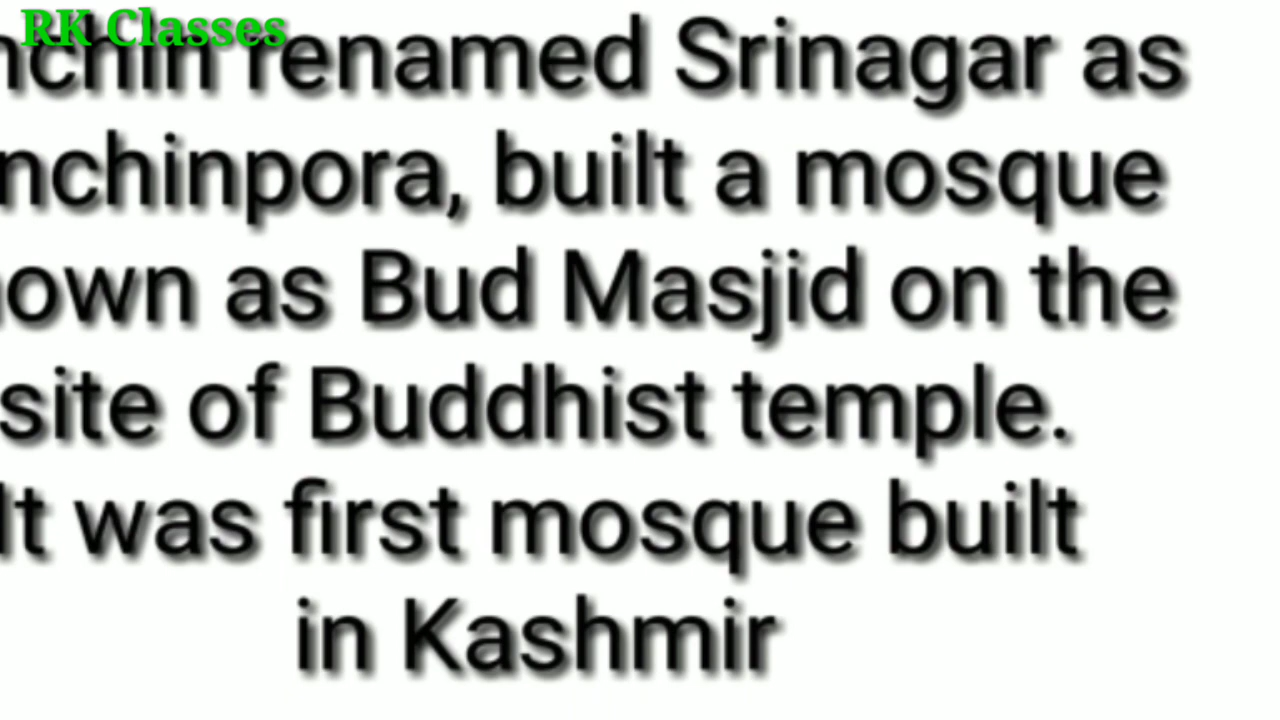 RK Classes
nchin renamed Srinagar as
nchinpora, built a mosque
own as Bud Masjid on the
site of Buddhist temple.
It was first mosque built
in Kashmir